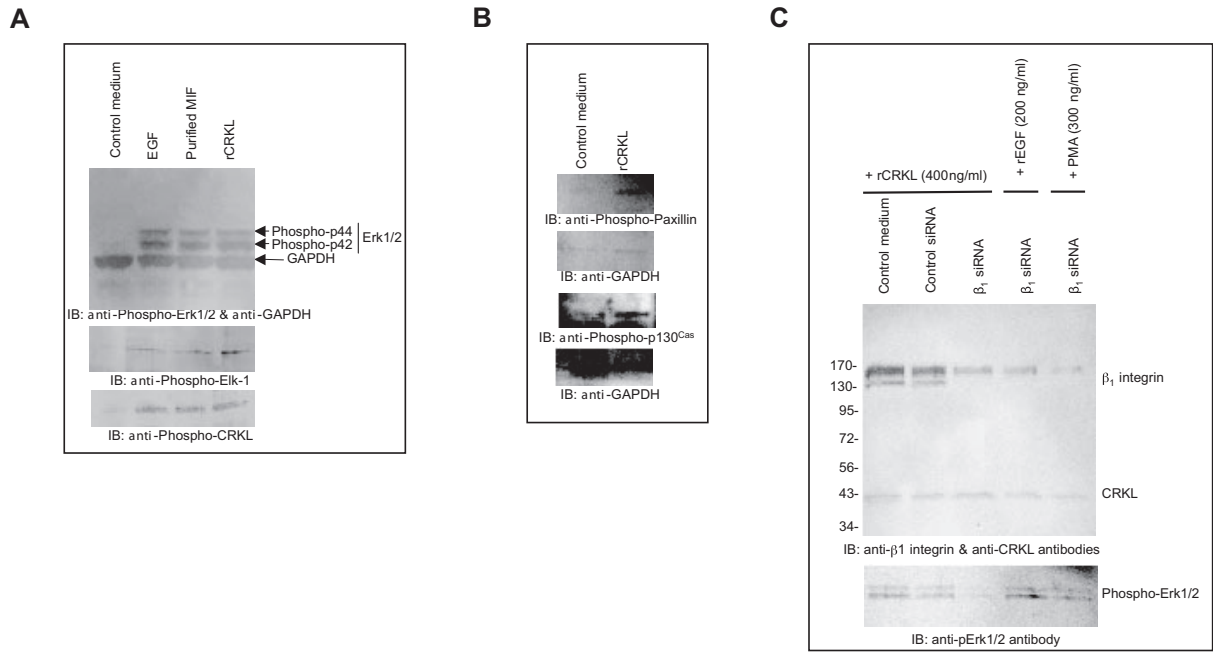 A
Control medium
EGF
Purified MIF
rCRKL
Phospho-p44
Phospho-p42
Erk1/2
GAPDH
IB: anti-Phospho-Erk1/2 & anti-GAPDH
IB: anti-Phospho-Elk-1
IB: anti-Phospho-CRKL
B
Control medium
rCRKL
IB: anti-Phospho-Paxillin
IB: anti-GAPDH
IB: anti-Phospho-p130Cas
IB: anti-GAPDH
C
+ rCRKL (400ng/ml)
+ rEGF (200 ng/ml)
+ PMA (300 ng/ml)
Control medium
Control siRNA
β1 siRNA
β1 siRNA
β1 siRNA
170-
130-
95-
72-
56-
43-
34-
β1 integrin
CRKL
IB: anti-β1 integrin & anti-CRKL antibodies
Phospho-Erk1/2
IB: anti-pErk1/2 antibody